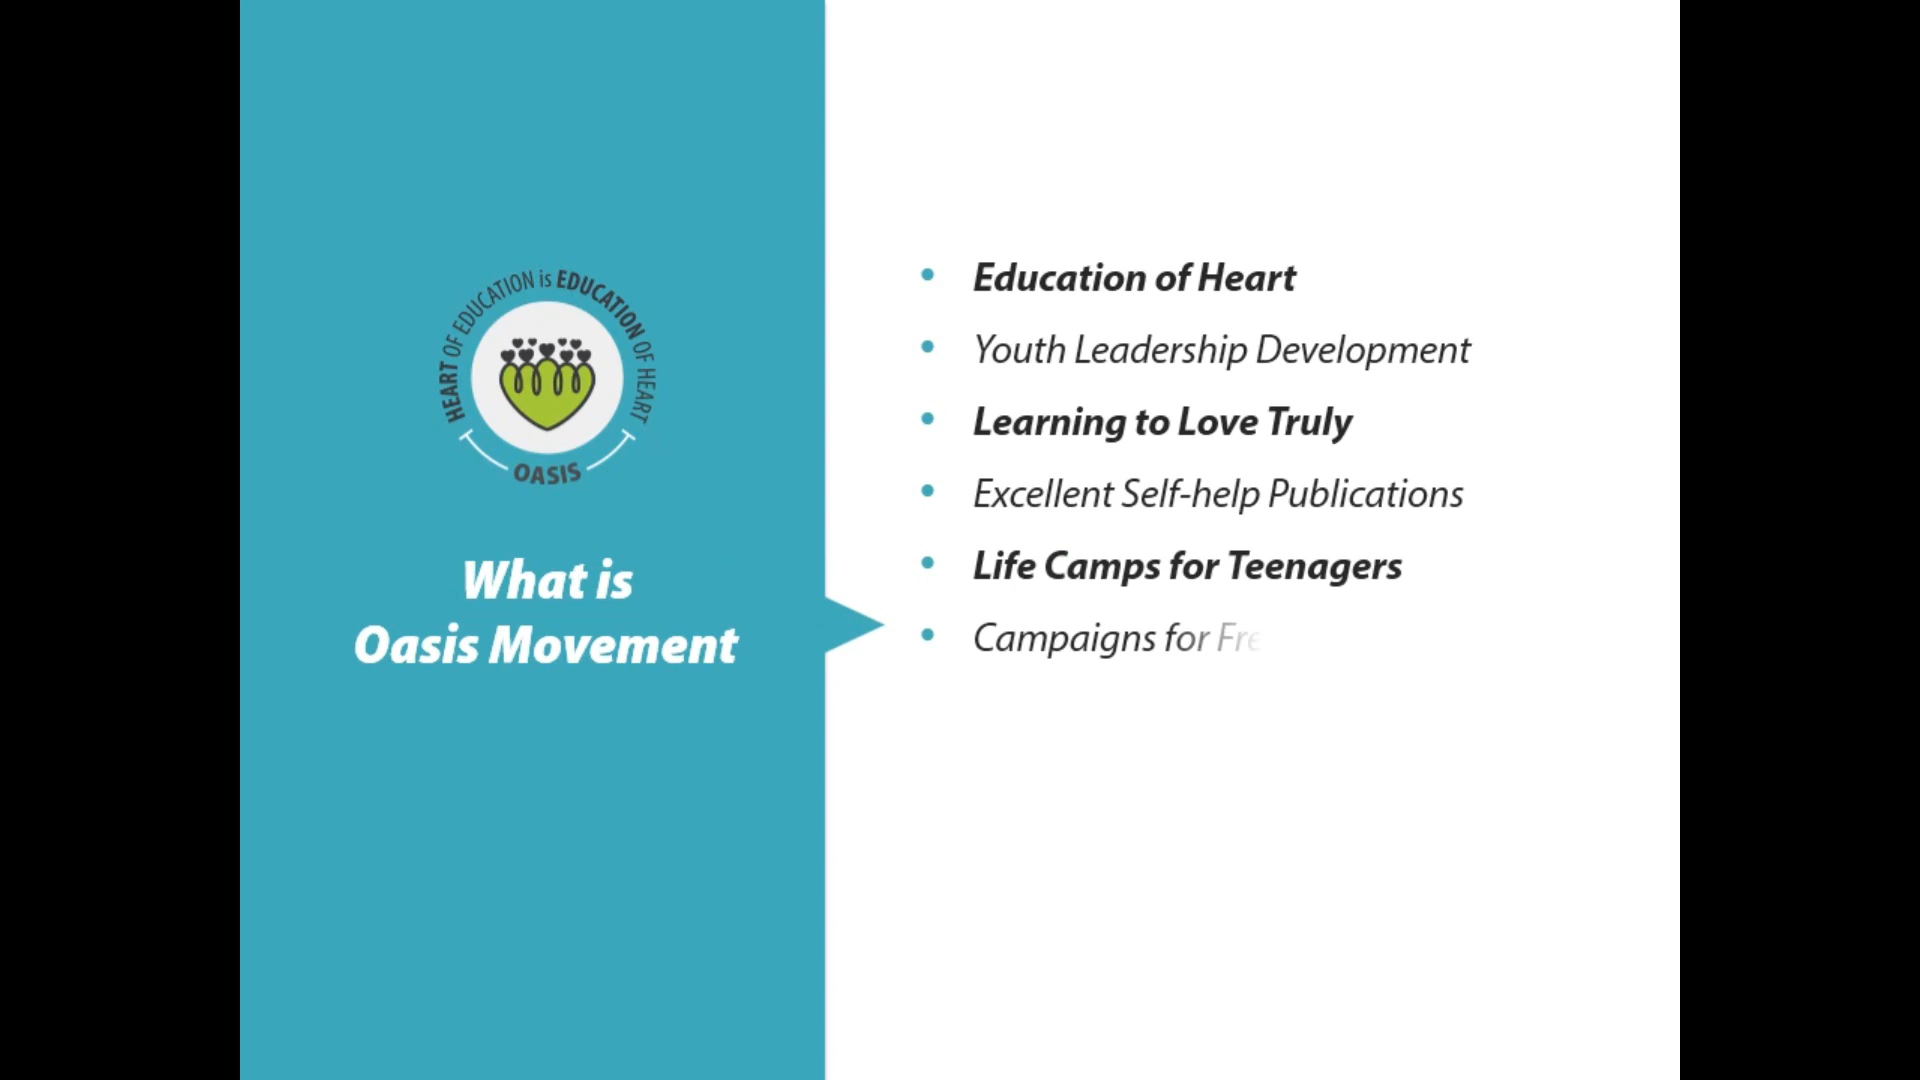 HEART OF EDUCATION is EDUCATION OF HEART
OASIS
What is
Oasis Movement
• Education of Heart
• Youth Leadership Development
• Learning to Love Truly
• Excellent Self-help Publications
• Life Camps for Teenagers
• Campaigns for Fre